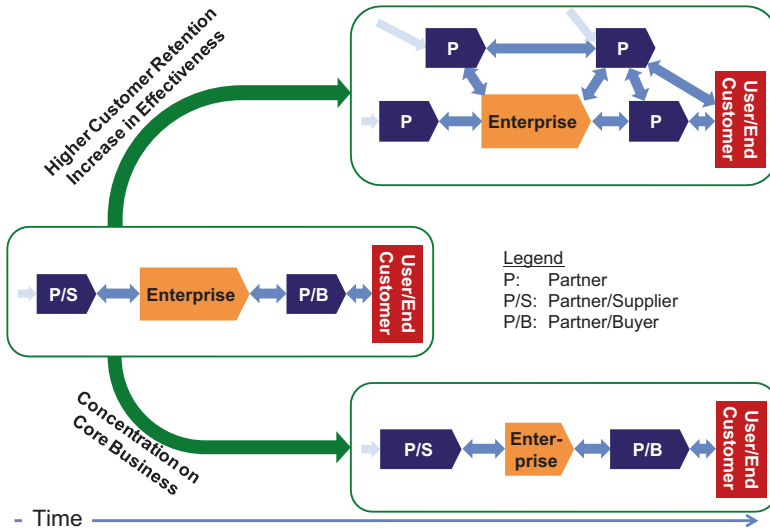 Higher Customer Retention
Increase in Effectiveness
P
P
P
Enterprise
P
User/End
Customer
P/S
Enterprise
P/B
User/End
Customer
Legend
P: Partner
P/S: Partner/Supplier
P/B: Partner/Buyer
Concentration on
Core Business
P/S
Enter-
prise
P/B
User/End
Customer
Time